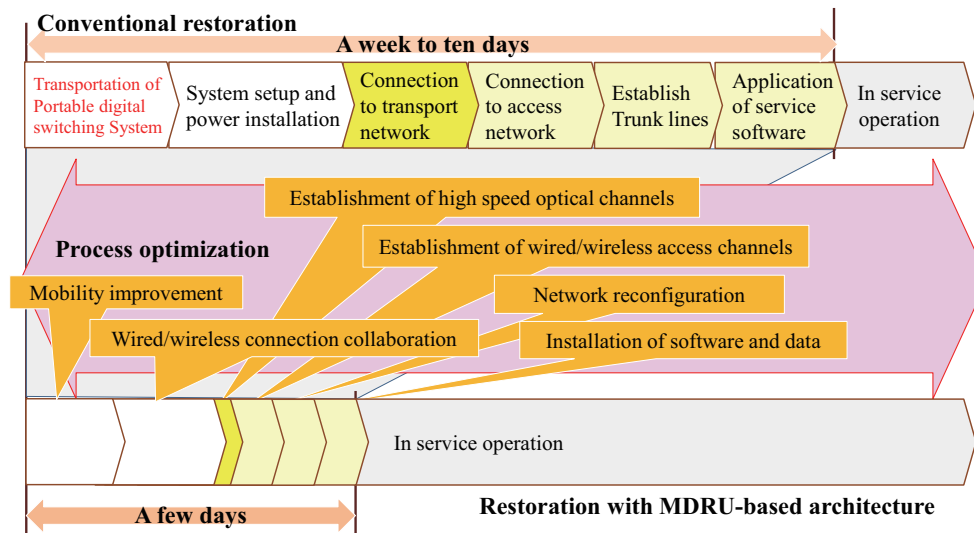 Conventional restoration
A week to ten days
Transportation of
Portable digital
switching System
System setup and
power installation
Connection
to transport
network
Connection
to access
network
Establish
Trunk lines
Application
of service
software
In service
operation
Establishment of high speed optical channels
Process optimization
Establishment of wired/wireless access channels
Mobility improvement
Network reconfiguration
Wired/wireless connection collaboration
Installation of software and data
In service operation
A few days
Restoration with MDRU-based architecture